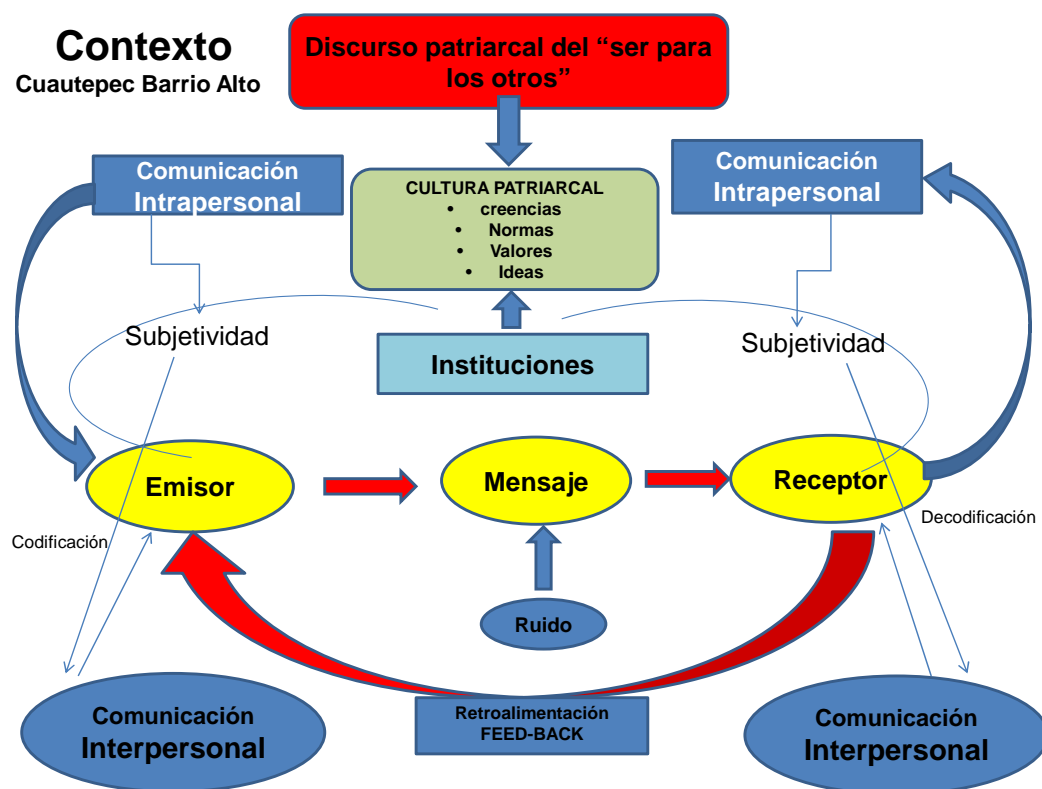 Contexto
Cuautepec Barrio Alto
Discurso patriarcal del “ser para
los otros”
Comunicación
Intrapersonal
CULTURA PATRIARCAL
• creencias
• Normas
• Valores
• Ideas
Comunicación
Intrapersonal
Subjetividad
Instituciones
Subjetividad
Emisor
Mensaje
Receptor
Codificación
Decodificación
Ruido
Comunicación
Interpersonal
Retroalimentación
FEED-BACK
Comunicación
Interpersonal